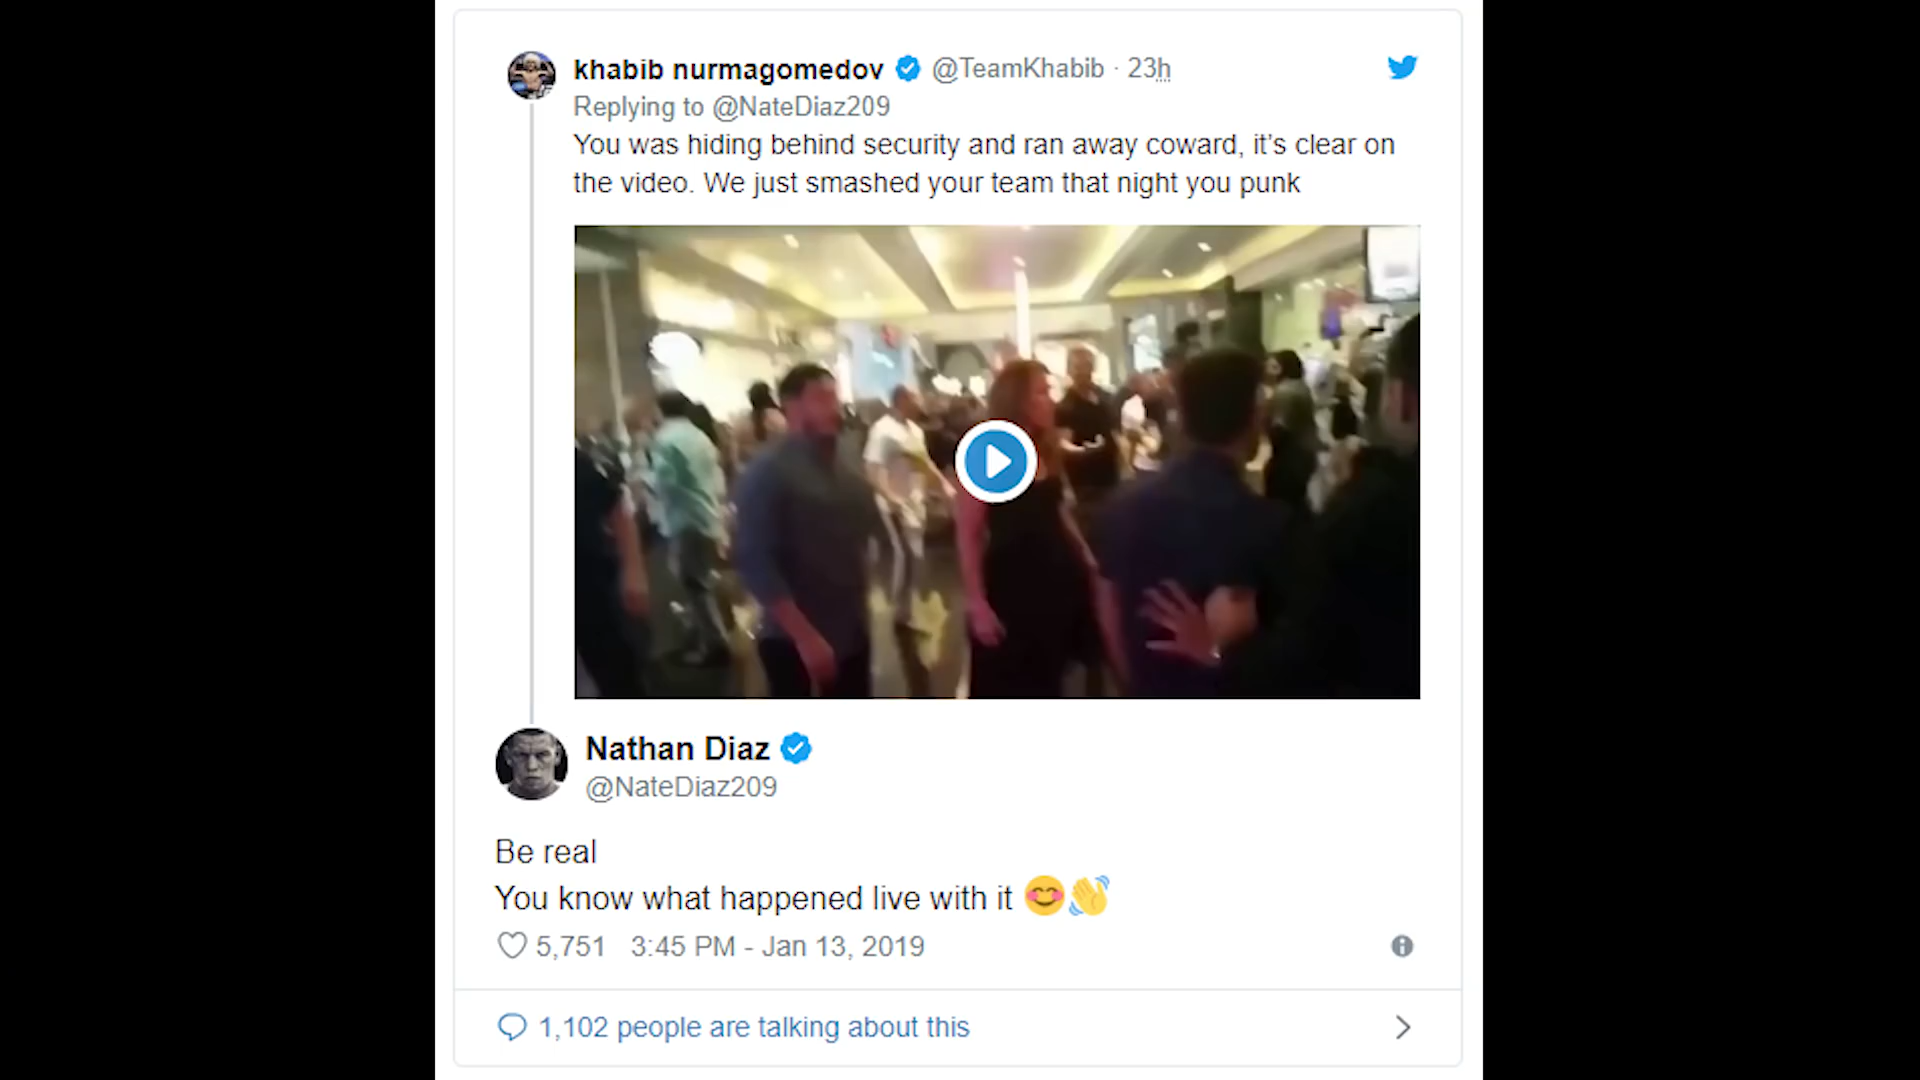 khabib nurmagomedov @TeamKhabib · 23h
Replying to @NateDiaz209
You was hiding behind security and ran away coward, it’s clear on
the video. We just smashed your team that night you punk
Nathan Diaz
@NateDiaz209
Be real
You know what happened live with it 😊👋
5,751 3:45 PM - Jan 13, 2019
1,102 people are talking about this